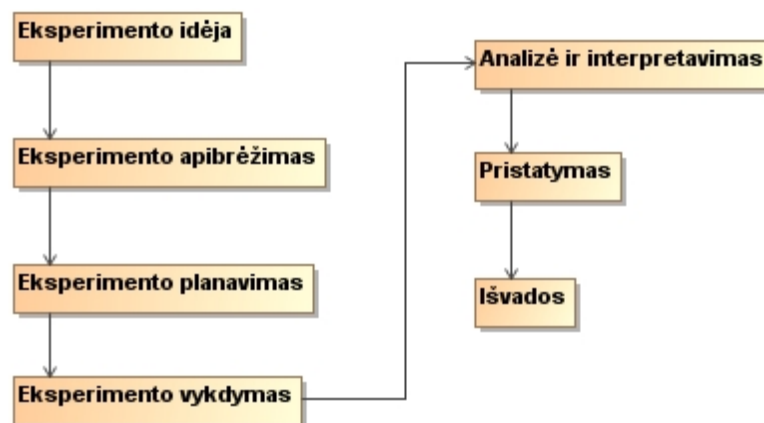 Eksperimento idėja
Eksperimento apibrėžimas
Eksperimento planavimas
Eksperimento vykdymas
Analizė ir interpretavimas
Pristatymas
Išvados